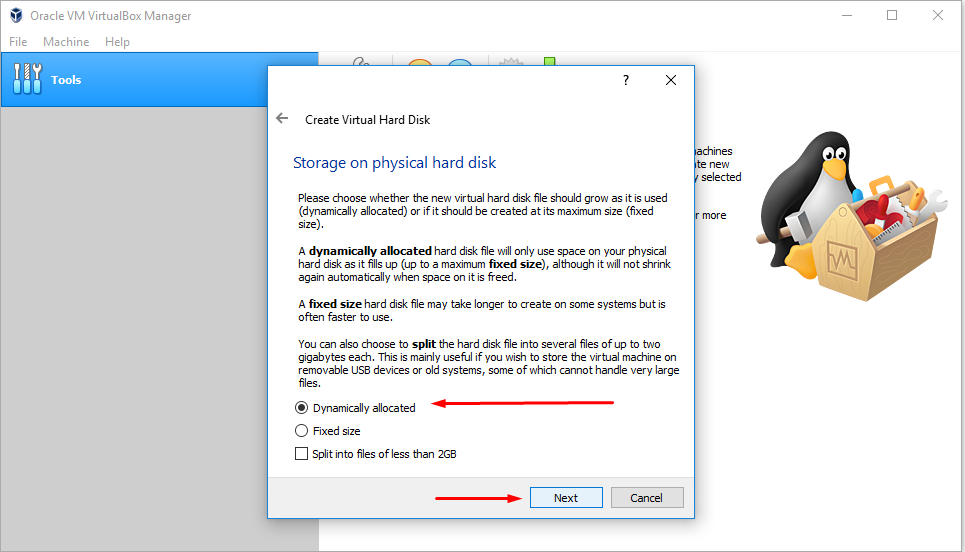 Oracle VM VirtualBox Manager
File Machine Help
Tools
?
Create Virtual Hard Disk
Storage on physical hard disk
Please choose whether the new virtual hard disk file should grow as it is used
(dynamically allocated) or if it should be created at its maximum size (fixed
size).
A dynamically allocated hard disk file will only use space on your physical
hard disk as it fills up (up to a maximum fixed size), although it will not shrink
again automatically when space on it is freed.
A fixed size hard disk file may take longer to create on some systems but is
often faster to use.
You can also choose to split the hard disk file into several files of up to two
gigabytes each. This is mainly useful if you wish to store the virtual machine on
removable USB devices or old systems, some of which cannot handle very large
files.
Dynamically allocated
Fixed size
Split into files of less than 2GB
Next Cancel
new
selected
more